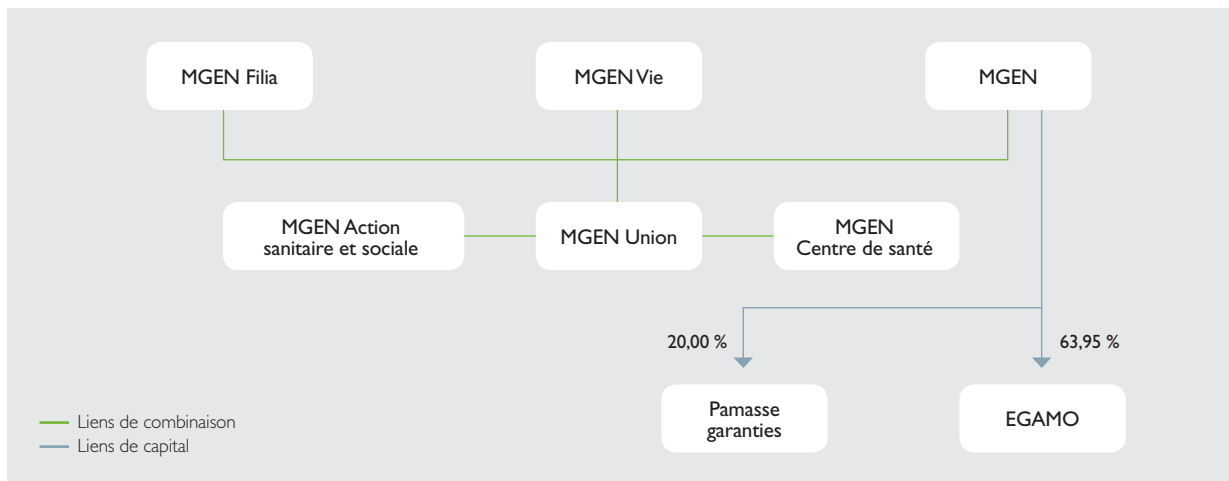 MGEN Filia
MGEN Vie
MGEN
MGEN Action
sanitaire et sociale
MGEN Union
MGEN
Centre de santé
20,00 %
63,95 %
Pamasse
garanties
EGAMO
Liens de combinaison
Liens de capital